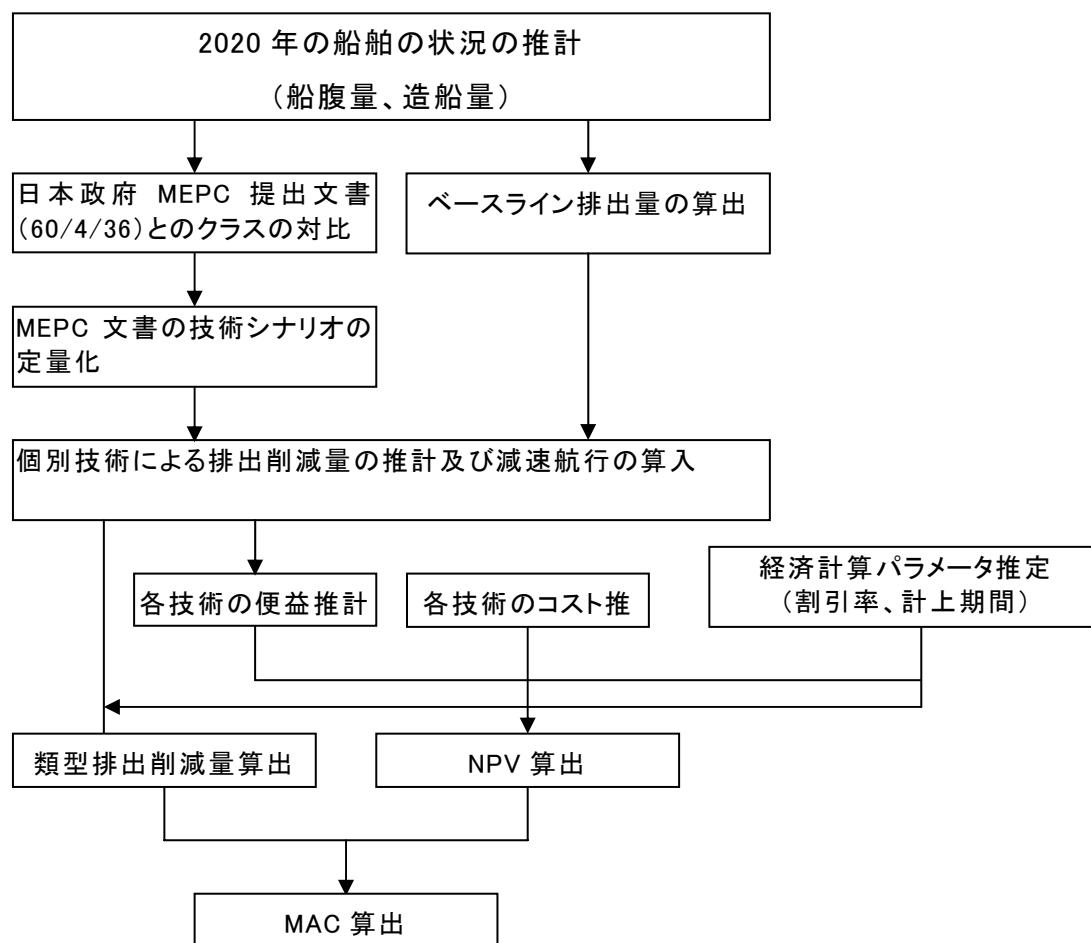 2020 年の船舶の状況の推計
（船腹量、造船量）
日本政府 MEPC 提出文書
(60/4/36)とのクラスの対比
ベースライン排出量の算出
MEPC 文書の技術シナリオの
定量化
個別技術による排出削減量の推計及び減速航行の算入
各技術の便益推計
各技術のコスト推
経済計算パラメータ推定
（割引率、計上期間）
類型排出削減量算出
NPV 算出
MAC 算出